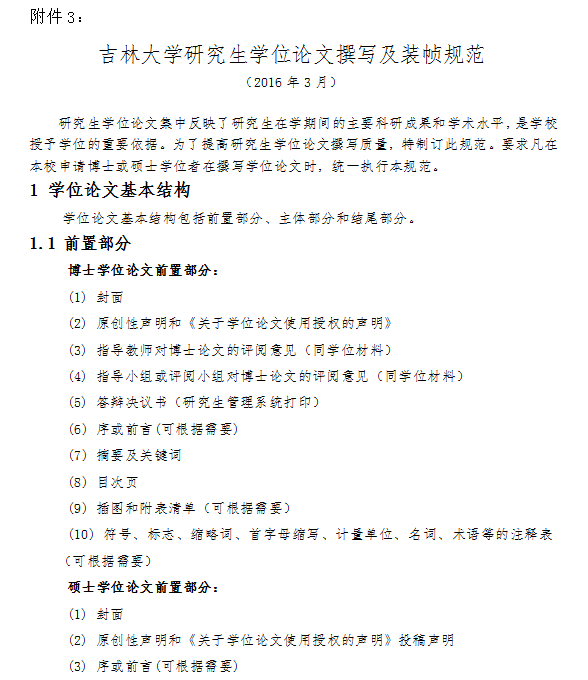 附件 3：
吉林大学研究生学位论文撰写及装帧规范
（2016 年 3 月）
研究生学位论文集中反映了研究生在学期间的主要科研成果和学术水平，是学校
授予学位的重要依据。为了提高研究生学位论文撰写质量，特制订此规范。要求凡在
本校申请博士或硕士学位者在撰写学位论文时，统一执行本规范。
1 学位论文基本结构
学位论文基本结构包括前置部分、主体部分和结尾部分。
1.1 前置部分
博士学位论文前置部分：
(1) 封面
(2) 原创性声明和《关于学位论文使用授权的声明》
(3) 指导教师对博士论文的评阅意见（同学位材料）
(4) 指导小组或评阅小组对博士论文的评阅意见（同学位材料）
(5) 答辩决议书（研究生管理系统打印）
(6) 序或前言(可根据需要)
(7) 摘要及关键词
(8) 目次页
(9) 插图和附表清单（可根据需要）
(10) 符号、标志、缩略词、首字母缩写、计量单位、名词、术语等的注释表
（可根据需要）
硕士学位论文前置部分：
(1) 封面
(2) 原创性声明和《关于学位论文使用授权的声明》投稿声明
(3) 序或前言(可根据需要)